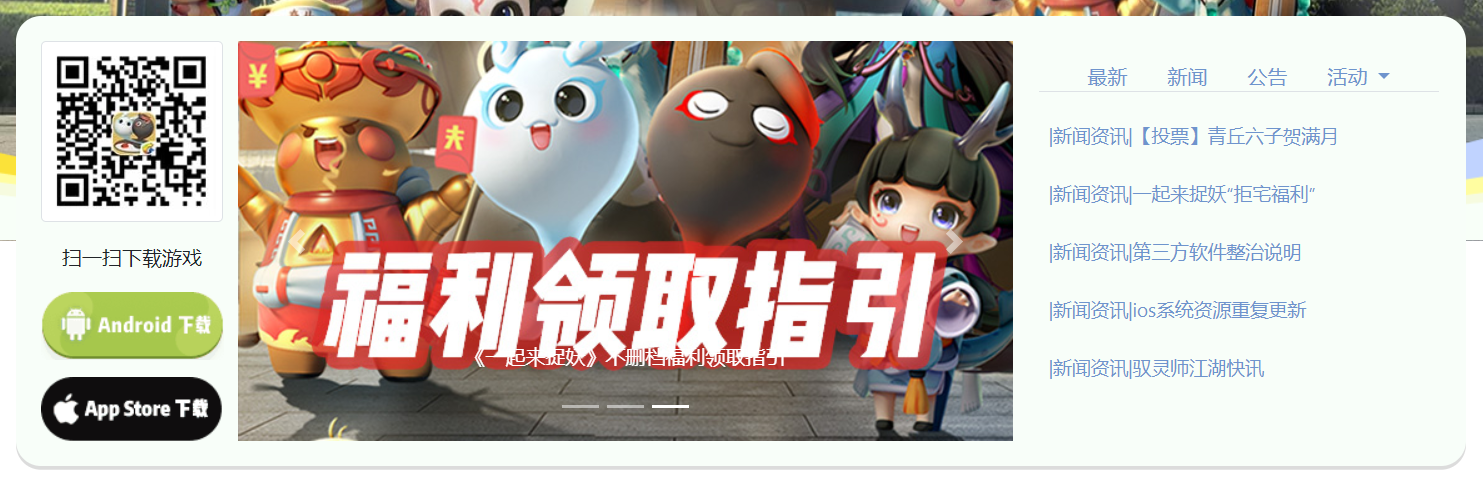 扫一扫下载游戏
Android 下载
App Store 下载
¥
福利领取指引
《一起来捉妖》不删档福利领取指引
最新 新闻 公告 活动
|新闻资讯|【投票】青丘六子贺满月
|新闻资讯|一起来捉妖“拒宅福利”
|新闻资讯|第三方软件整治说明
|新闻资讯|ios系统资源重复更新
|新闻资讯|驭灵师江湖快讯